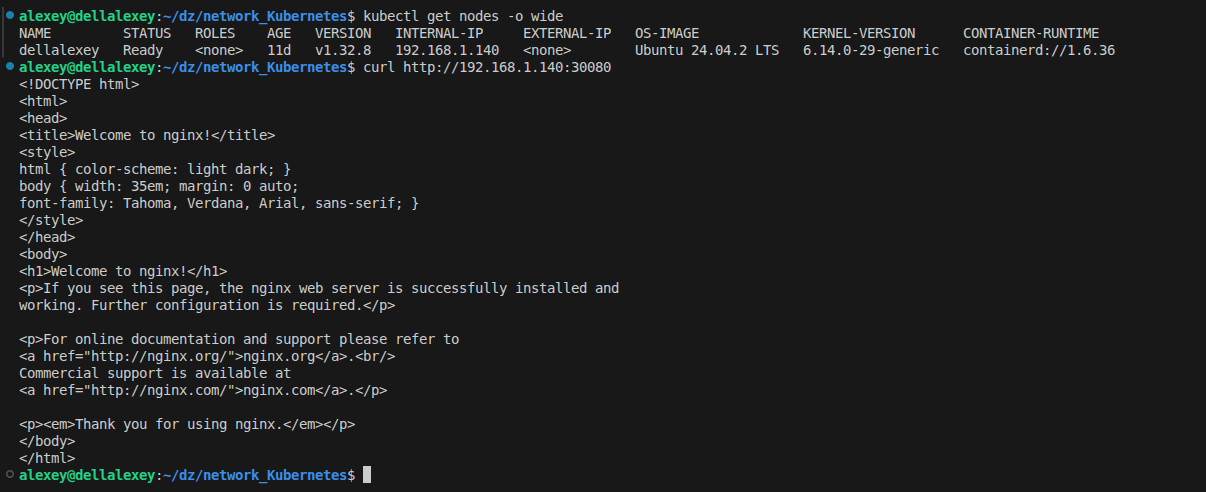 alexey@dellalexey:~/dz/network_Kubernetes$ kubectl get nodes -o wide
NAME         STATUS   ROLES    AGE   VERSION   INTERNAL-IP     EXTERNAL-IP   OS-IMAGE             KERNEL-VERSION      CONTAINER-RUNTIME
dellalexey   Ready    <none>   11d   v1.32.8   192.168.1.140   <none>        Ubuntu 24.04.2 LTS   6.14.0-29-generic   containerd://1.6.36
alexey@dellalexey:~/dz/network_Kubernetes$ curl http://192.168.1.140:30080
<!DOCTYPE html>
<html>
<head>
<title>Welcome to nginx!</title>
<style>
html { color-scheme: light dark; }
body { width: 35em; margin: 0 auto;
font-family: Tahoma, Verdana, Arial, sans-serif; }
</style>
</head>
<body>
<h1>Welcome to nginx!</h1>
<p>If you see this page, the nginx web server is successfully installed and
working. Further configuration is required.</p>

<p>For online documentation and support please refer to
<a href="http://nginx.org/">nginx.org</a>.<br/>
Commercial support is available at
<a href="http://nginx.com/">nginx.com</a>.</p>

<p><em>Thank you for using nginx.</em></p>
</body>
</html>
alexey@dellalexey:~/dz/network_Kubernetes$